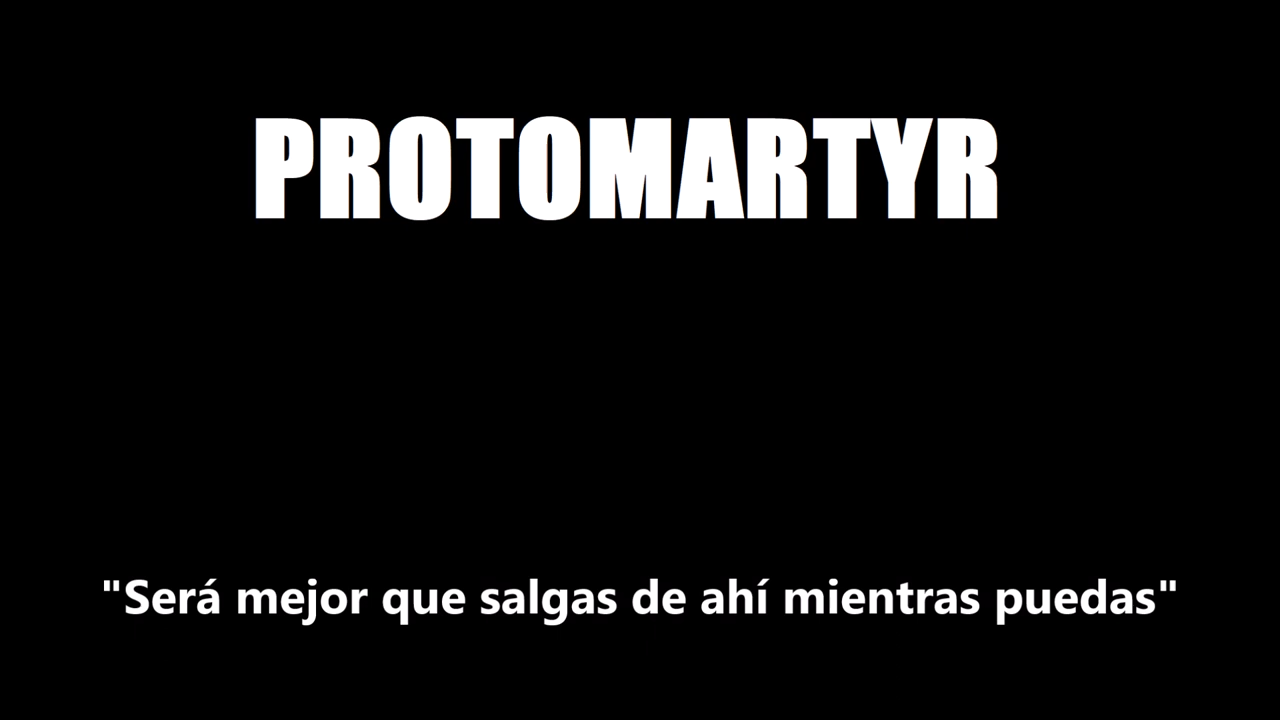 PROTOMARTYR
"Será mejor que salgas de ahí mientras puedas"